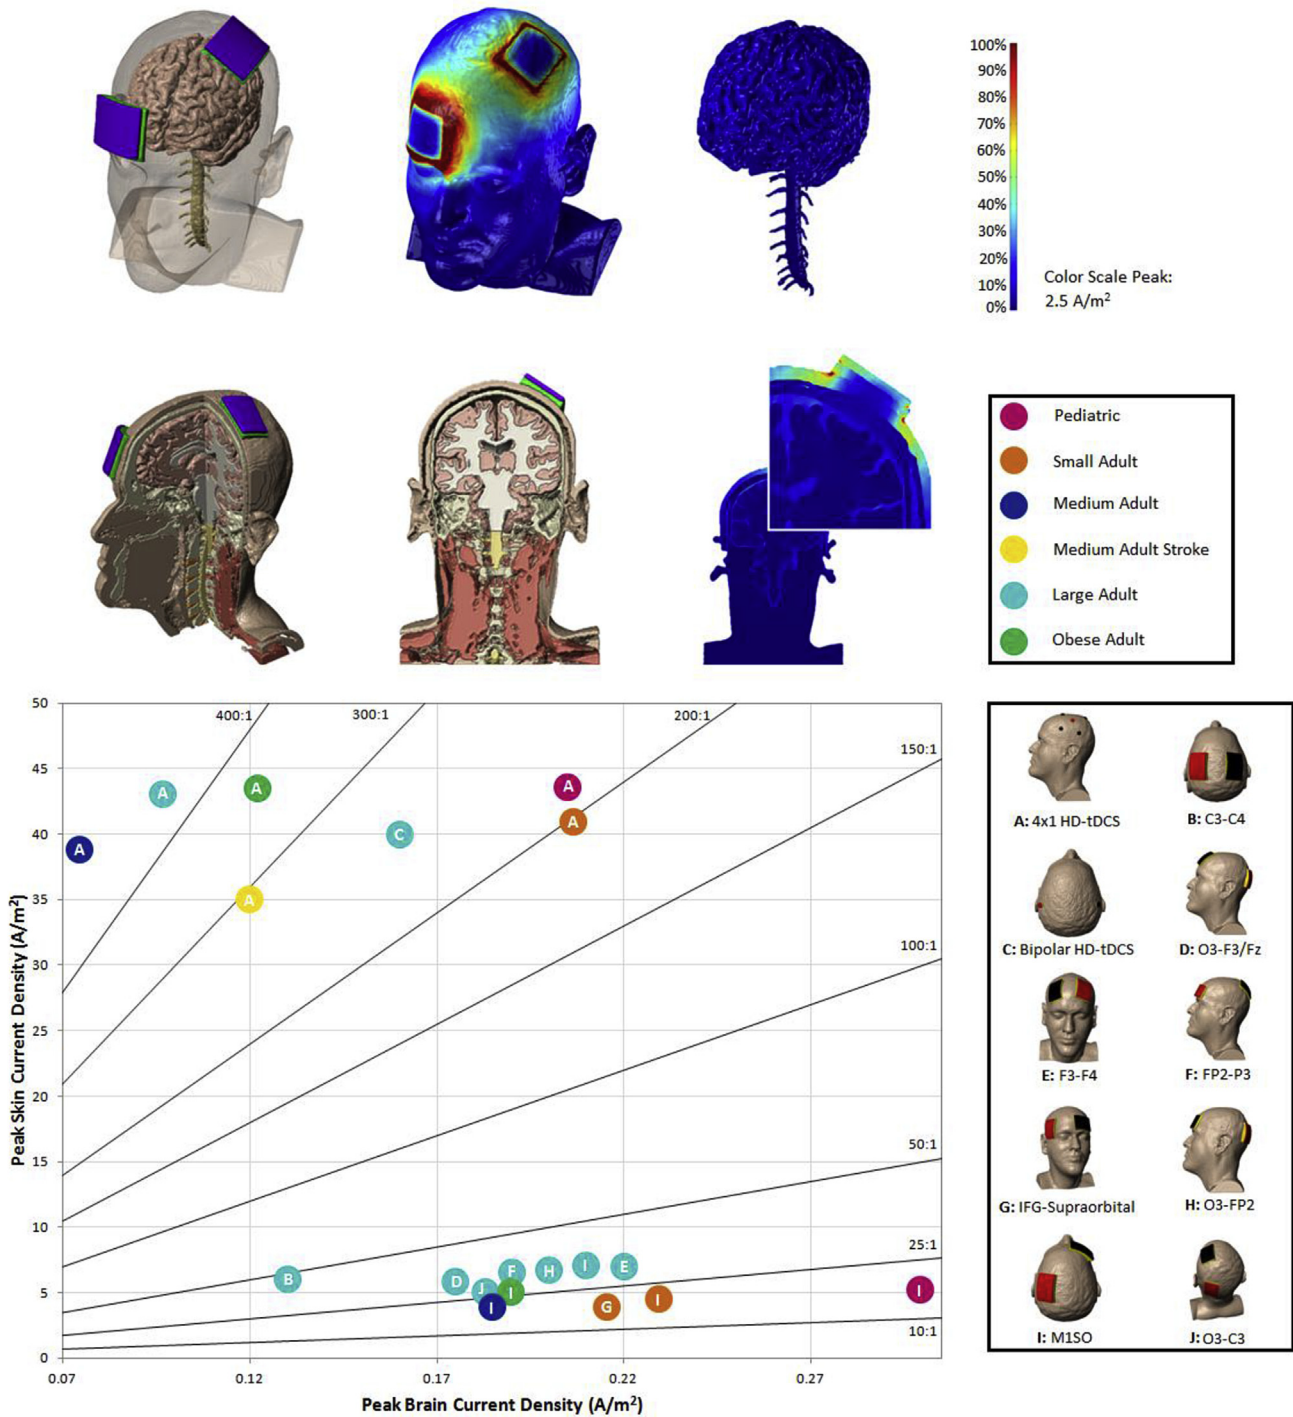 100%
90%
80%
70%
60%
50%
40%
30%
20%
10%
0%
Color Scale Peak:
2.5 A/m²
Pediatric
Small Adult
Medium Adult
Medium Adult Stroke
Large Adult
Obese Adult
Peak Skin Current Density (A/m²)
50
45
40
35
30
25
20
15
10
5
0
400:1
300:1
200:1
150:1
100:1
50:1
25:1
10:1
A
A
A
A
C
A
A
B
D
J
F
I
I
H
I
E
G
I
I
0.07
0.12
0.17
0.22
0.27
Peak Brain Current Density (A/m²)
A: 4x1 HD-tDCS
B: C3-C4
C: Bipolar HD-tDCS
D: O3-F3/Fz
E: F3-F4
F: FP2-P3
G: IFG-Supraorbital
H: O3-FP2
I: M1SO
J: O3-C3